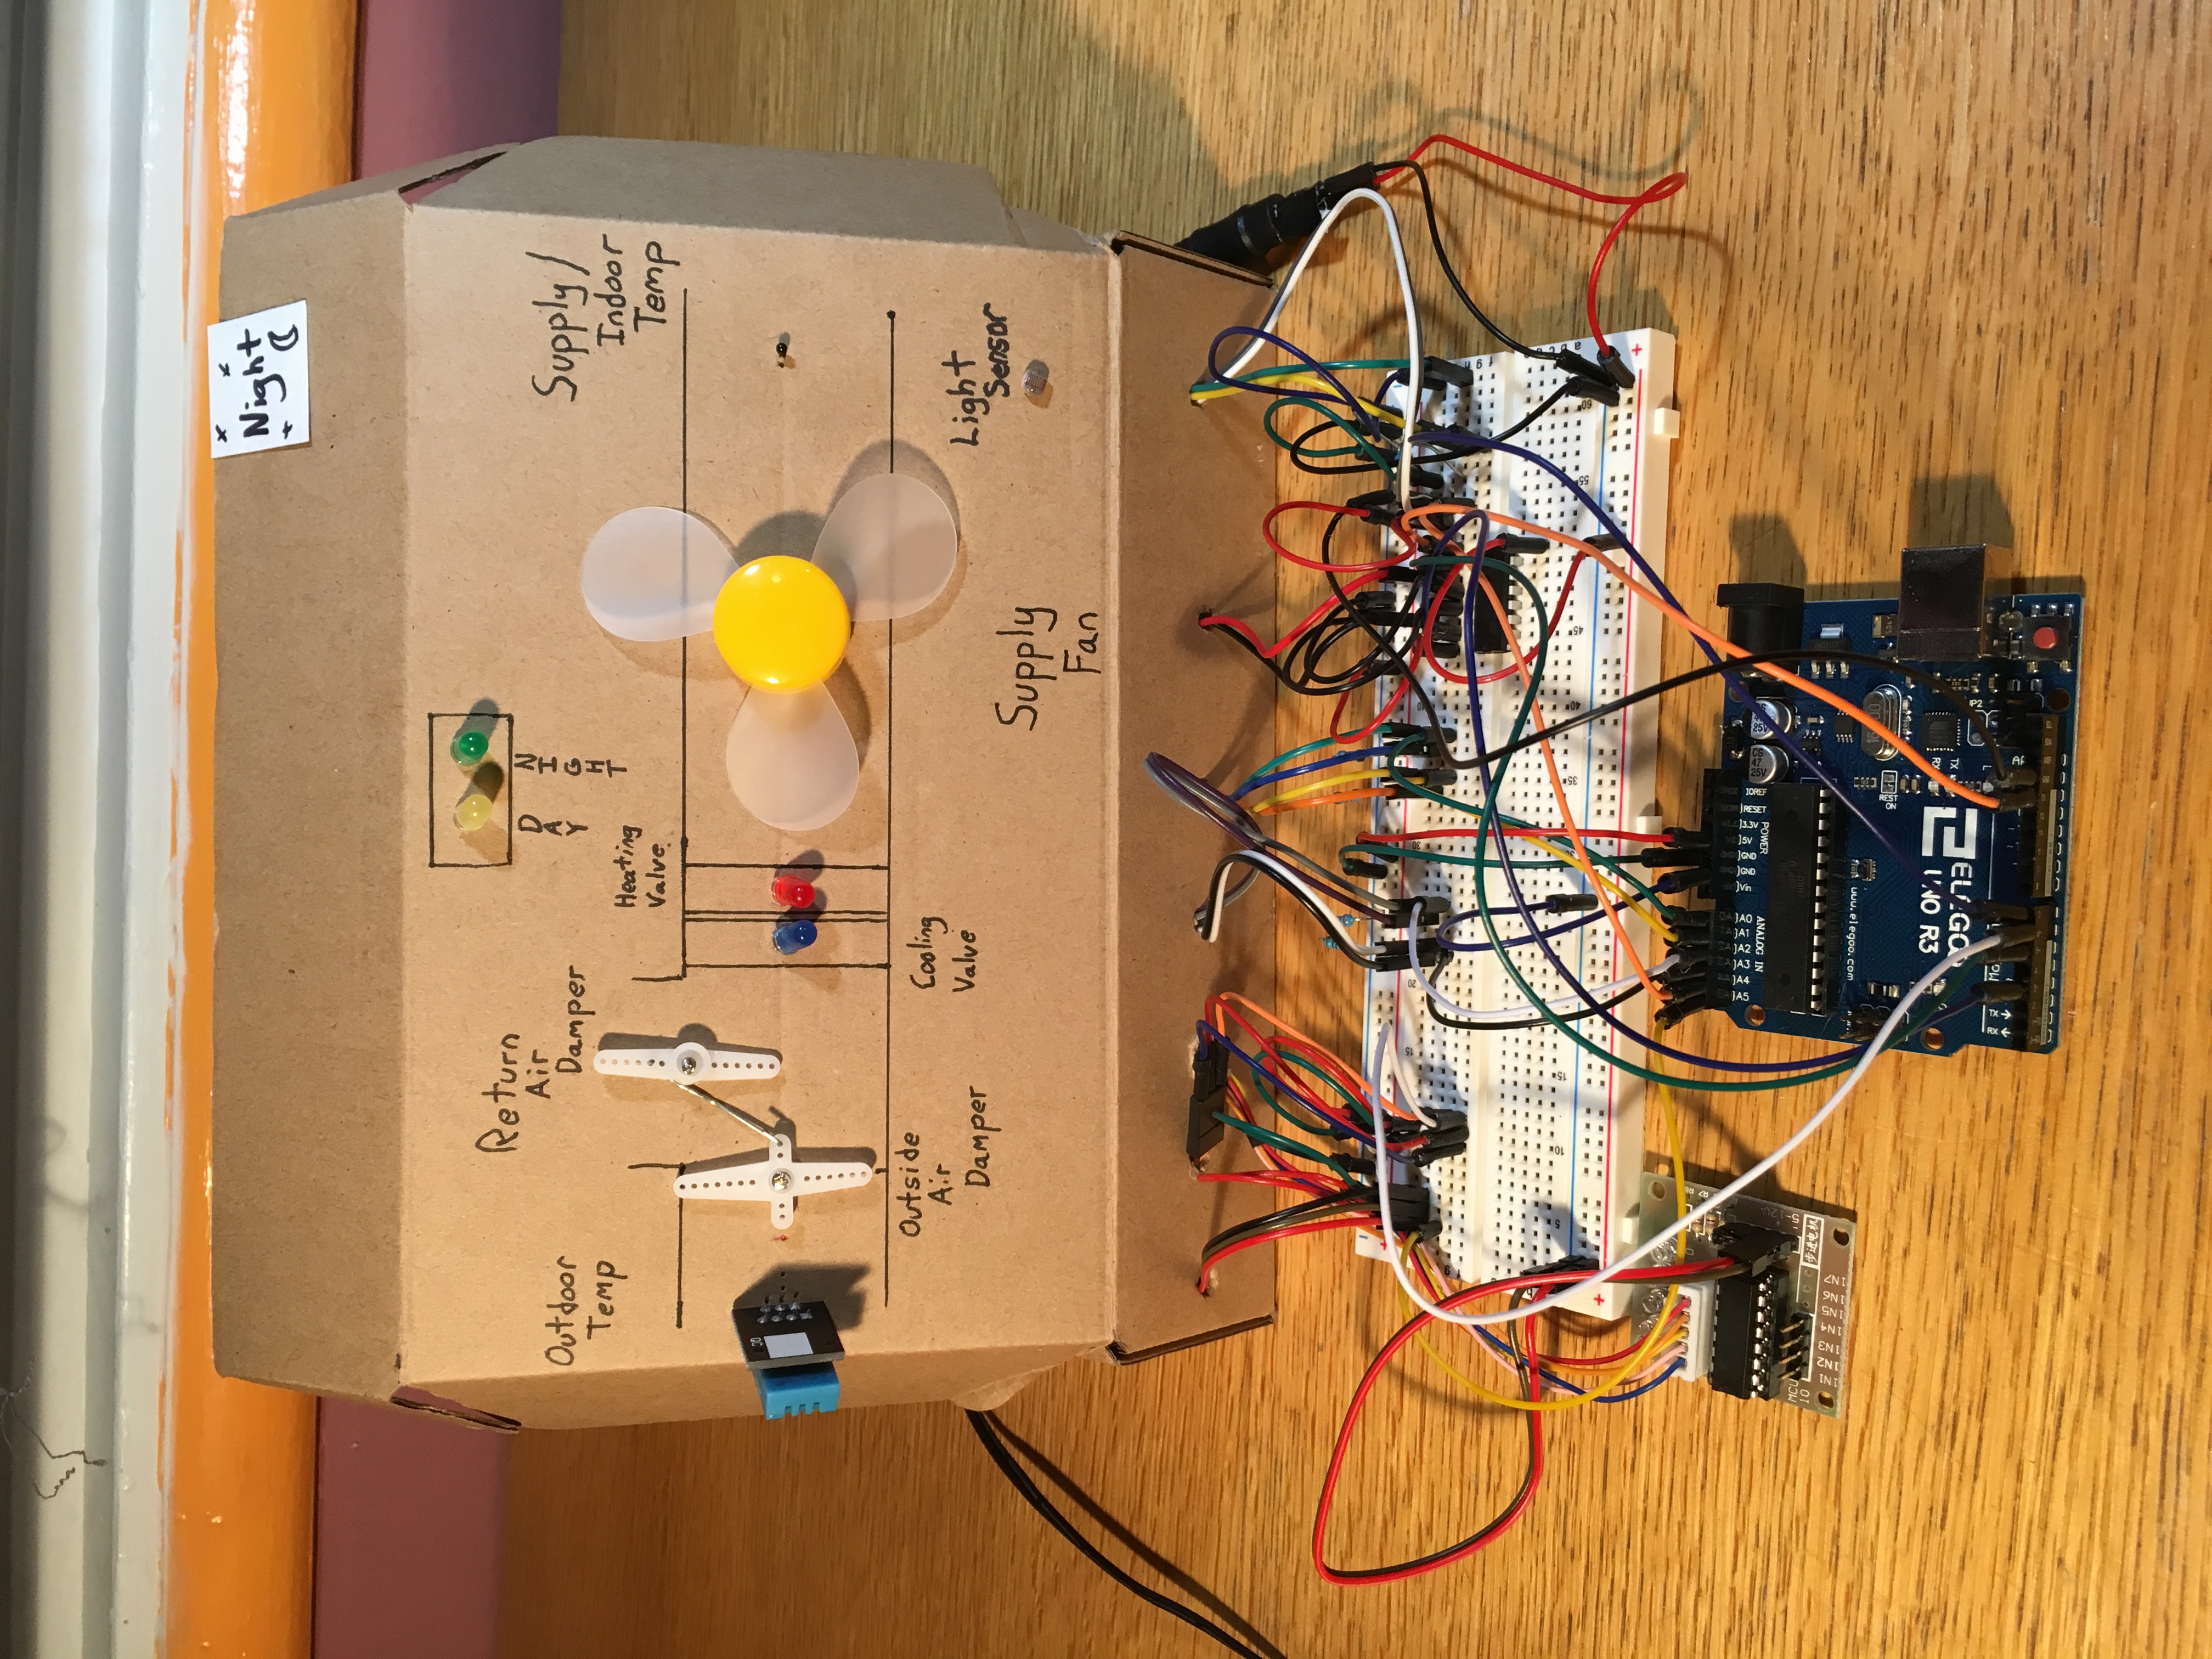 Night
DAY
NIGHT
Return
Air
Damper
Outdoor
Temp
Heating
Valve
Supply/
Indoor
Temp
Outside
Air
Damper
Cooling
Valve
Light
Sensor
Supply
Fan
A5
A4
A3
A2
A1
A0
ANALOG IN
Vin
GND
GND
5V
3.3V
RESET
IOREF
POWER
MCU
IO
IN1
IN2
IN3
IN4
IN5
IN6
IN7
步进电机
www.elegoo.com
UNO R3
RX
TX